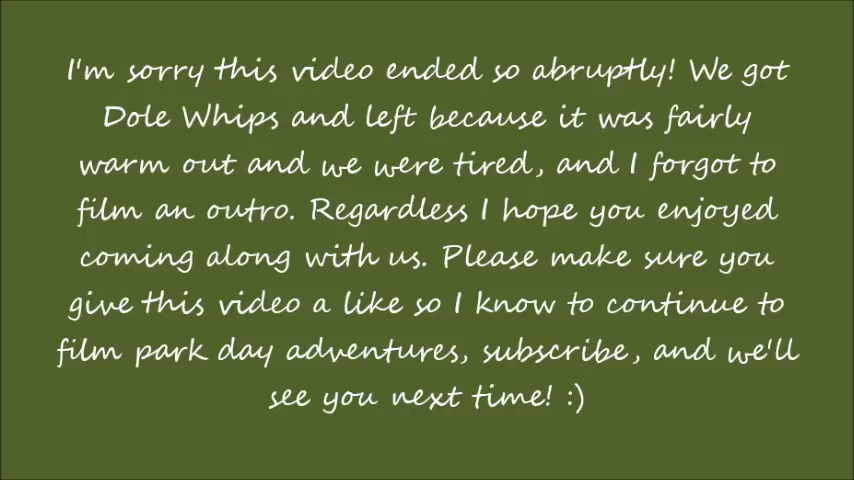 I'm sorry this video ended so abruptly! We got
Dole Whips and left because it was fairly
warm out and we were tired, and I forgot to
film an outro. Regardless I hope you enjoyed
coming along with us. Please make sure you
give this video a like so I know to continue to
film park day adventures, subscribe, and we'll
see you next time! :)